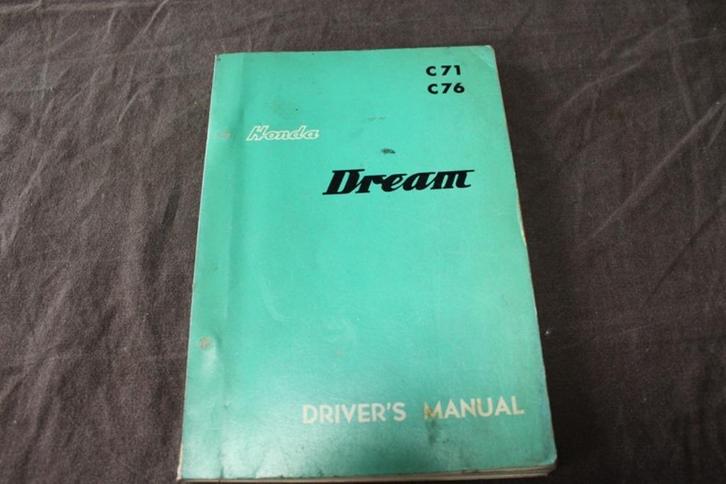 C71
C76
Honda
Dream
DRIVER'S MANUAL